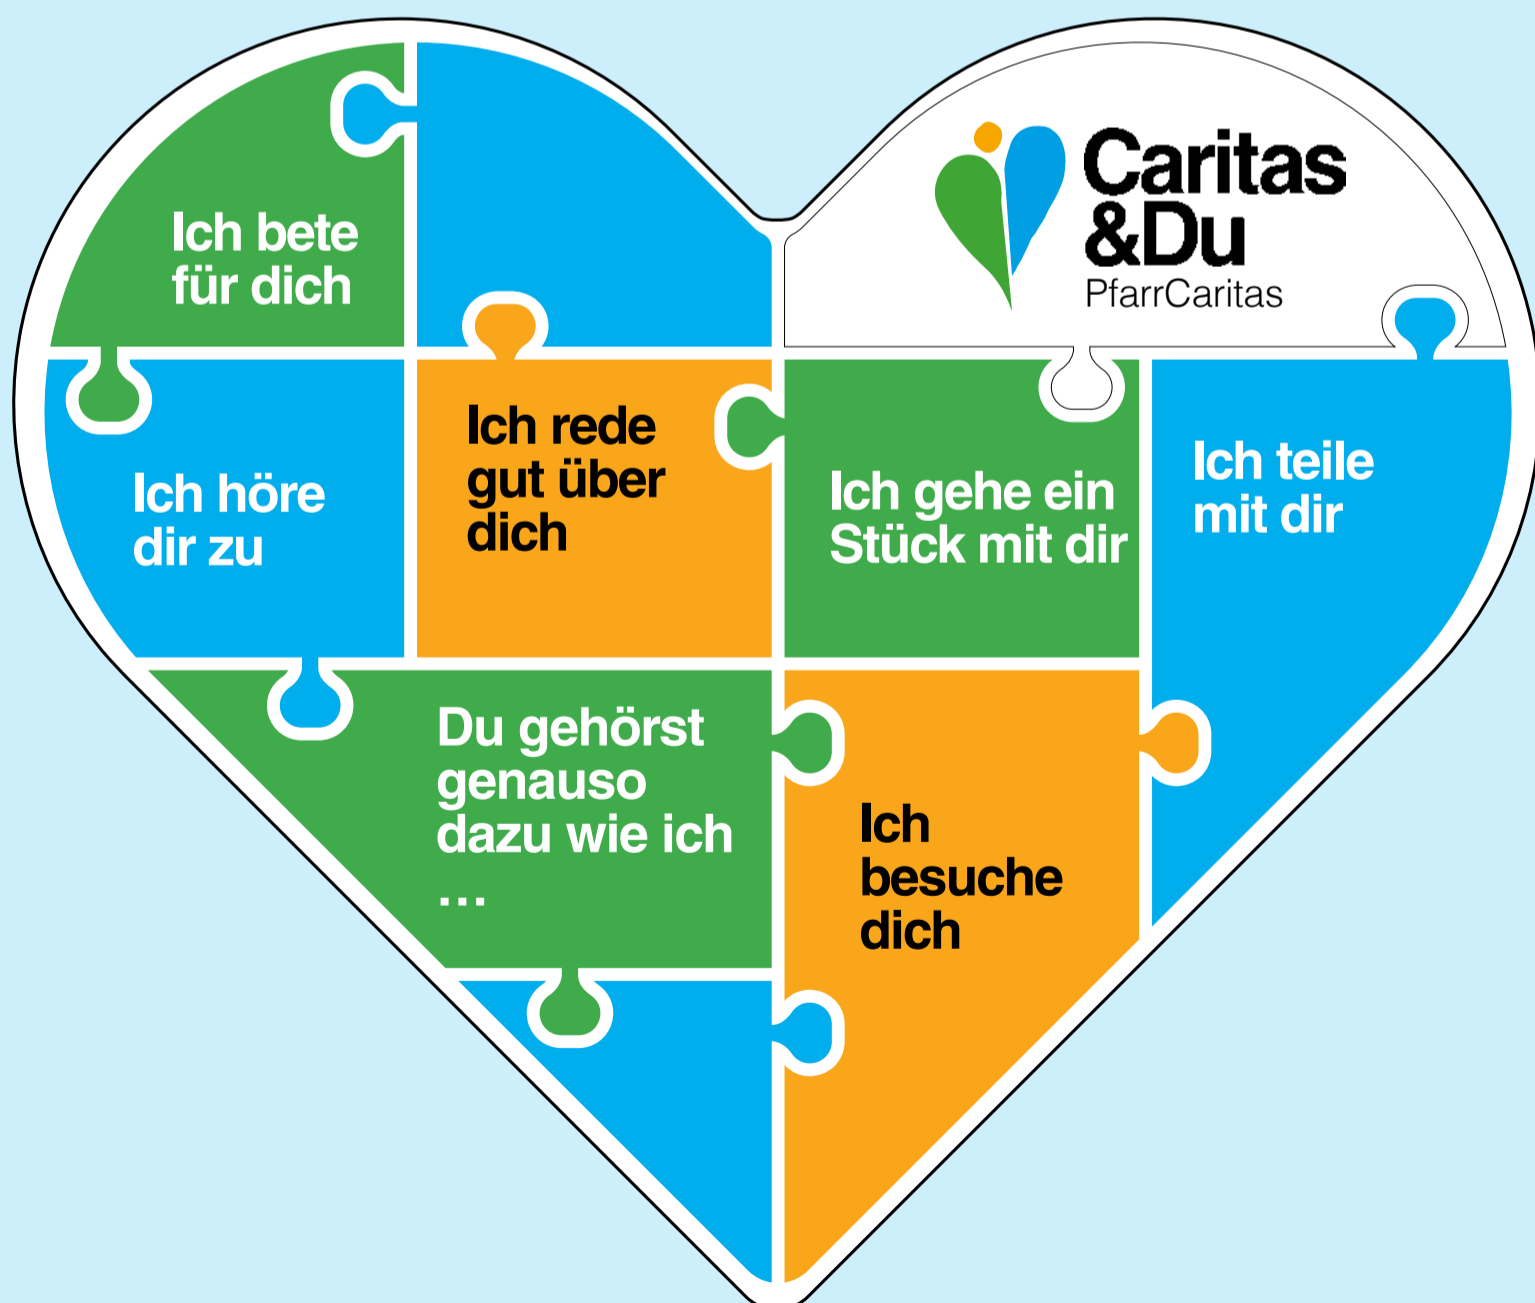 Caritas
&Du
PfarrCaritas
Ich bete
für dich
Ich höre
dir zu
Ich rede
gut über
dich
Ich gehe ein
Stück mit dir
Ich teile
mit dir
Du gehörst
genauso
dazu wie ich
...
Ich
besuche
dich